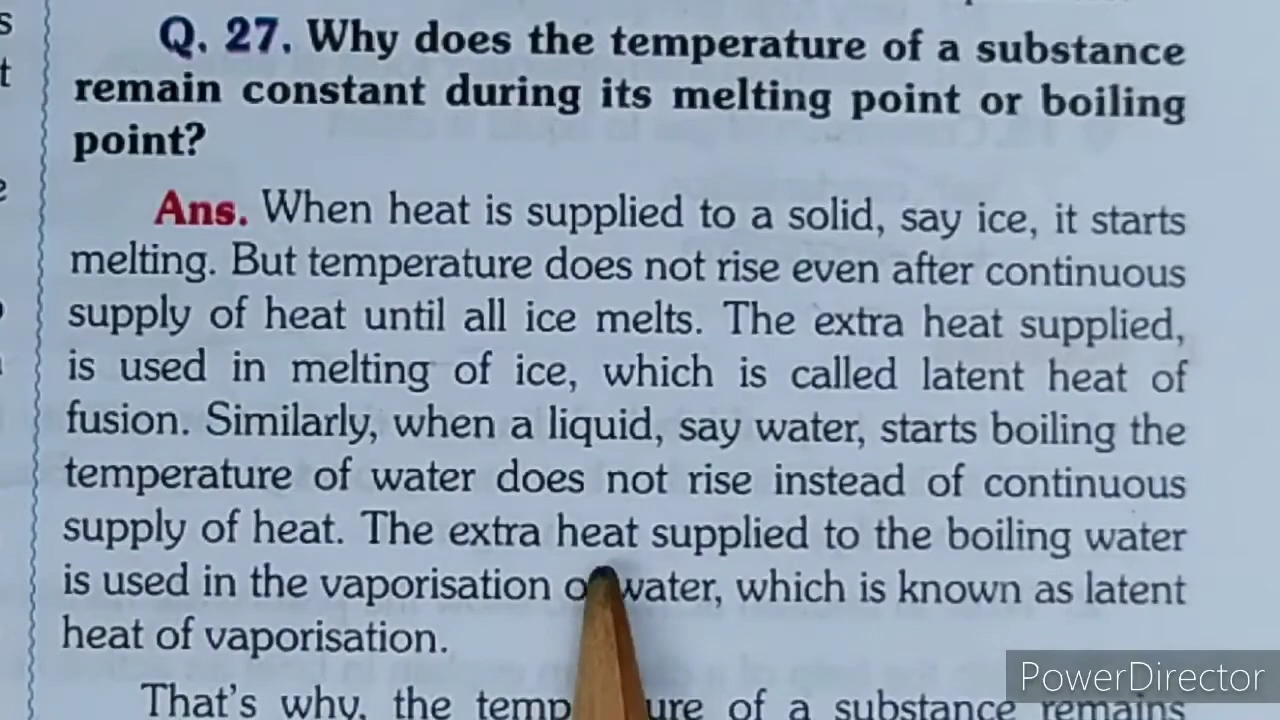 Q. 27. Why does the temperature of a substance
remain constant during its melting point or boiling
point?
Ans. When heat is supplied to a solid, say ice, it starts
melting. But temperature does not rise even after continuous
supply of heat until all ice melts. The extra heat supplied,
is used in melting of ice, which is called latent heat of
fusion. Similarly, when a liquid, say water, starts boiling the
temperature of water does not rise instead of continuous
supply of heat. The extra heat supplied to the boiling water
is used in the vaporisation water, which is known as latent
heat of vaporisation.
That's why, the of a substance remains
PowerDirector